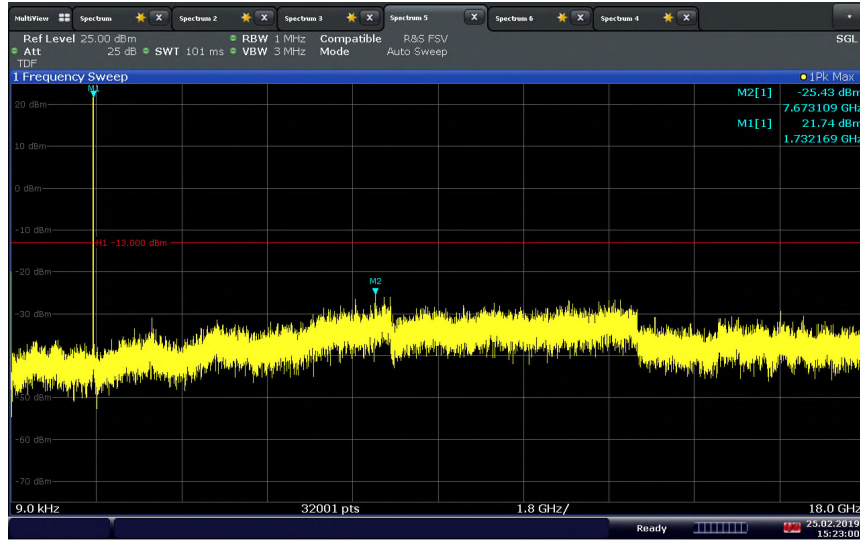 MultiView Spectrum X Spectrum 2 X Spectrum 3 X Spectrum 5 X Spectrum 6 X Spectrum 4 X
Ref Level 25.00 dBm RBW 1 MHz Compatible R&S FSV SGL
Att 25 dB SWT 101 ms VBW 3 MHz Mode Auto Sweep
TDF
1 Frequency Sweep 1Pk Max
M1
M2[1] -25.43 dBm
7.673109 GHz
M1[1] 21.74 dBm
1.732169 GHz
20 dBm
10 dBm
0 dBm
-10 dBm
H1 -13.000 dBm
-20 dBm
M2
-30 dBm
-50 dBm
-60 dBm
-70 dBm
9.0 kHz 32001 pts 1.8 GHz/ 18.0 GHz
Ready 25.02.2019
15:23:00